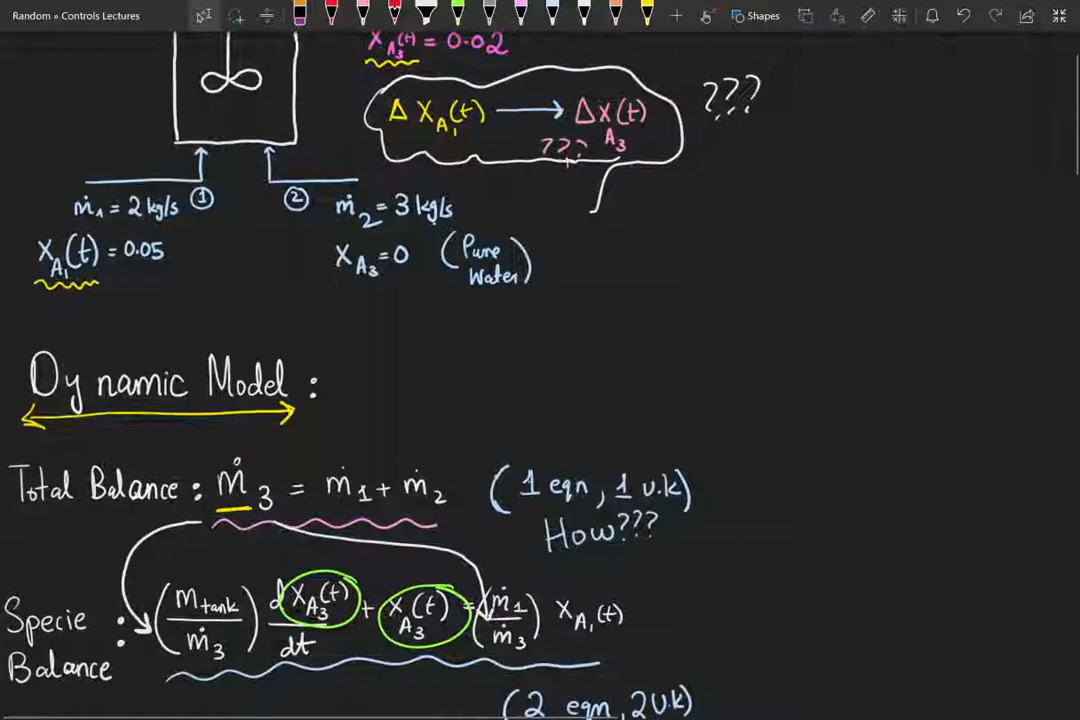 Random » Controls Lectures
Shapes
X_A₃(t) = 0.02
Δ X_A₁(t) → Δ X_A₃(t)
???
???
① ②
ṁ₁ = 2 kg/s
X_A₁(t) = 0.05
ṁ₂ = 3 kg/s
X_A₃ = 0 (Pure Water)
Dynamic Model :
Total Balance : ṁ₃ = ṁ₁ + ṁ₂ (1 eqn, 1 U.K)
How???
Specie Balance : (m_tank / ṁ₃) dX_A₃(t)/dt + X_A₃(t) = (ṁ₁ / ṁ₃) X_A₁(t)
(2 eqn, 2 U.K)